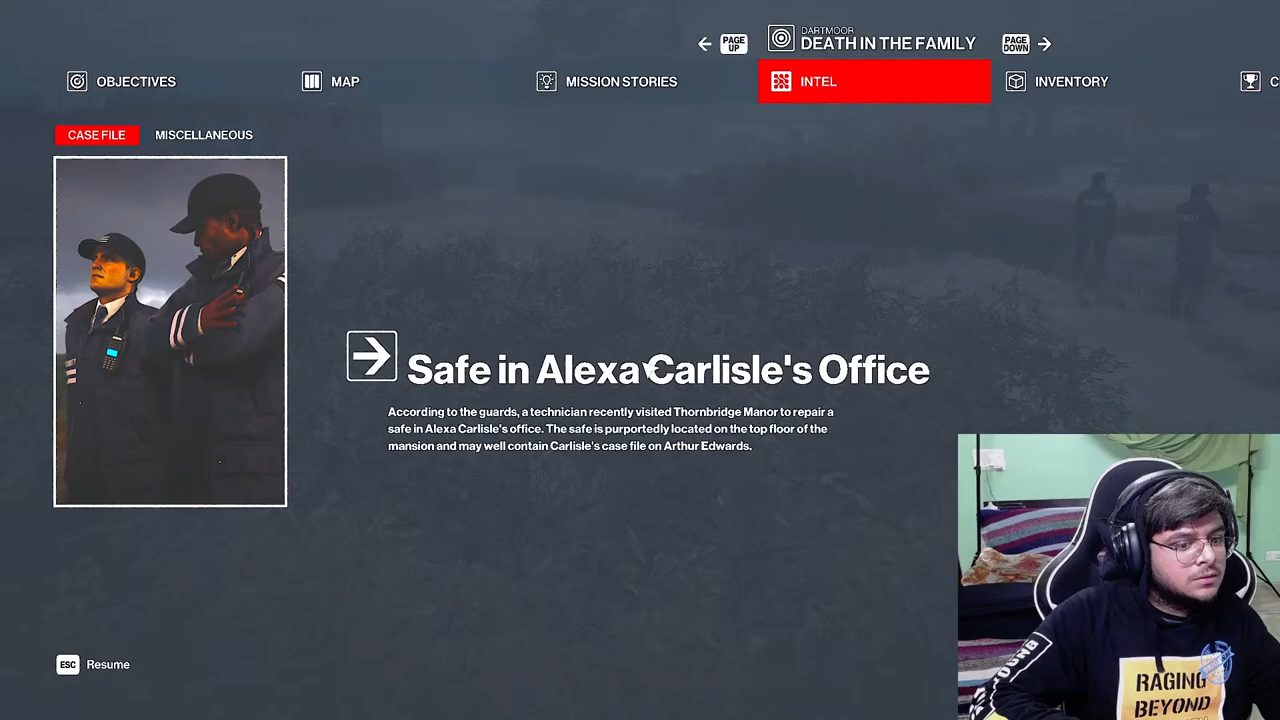 DARTMOOR
PAGE UP
DEATH IN THE FAMILY
PAGE DOWN
OBJECTIVES
MAP
MISSION STORIES
INTEL
INVENTORY
C
CASE FILE
MISCELLANEOUS
Safe in Alexa Carlisle's Office
According to the guards, a technician recently visited Thornbridge Manor to repair a
safe in Alexa Carlisle's office. The safe is purportedly located on the top floor of the
mansion and may well contain Carlisle's case file on Arthur Edwards.
ESC Resume
YOUNG
RAGING
BEYOND